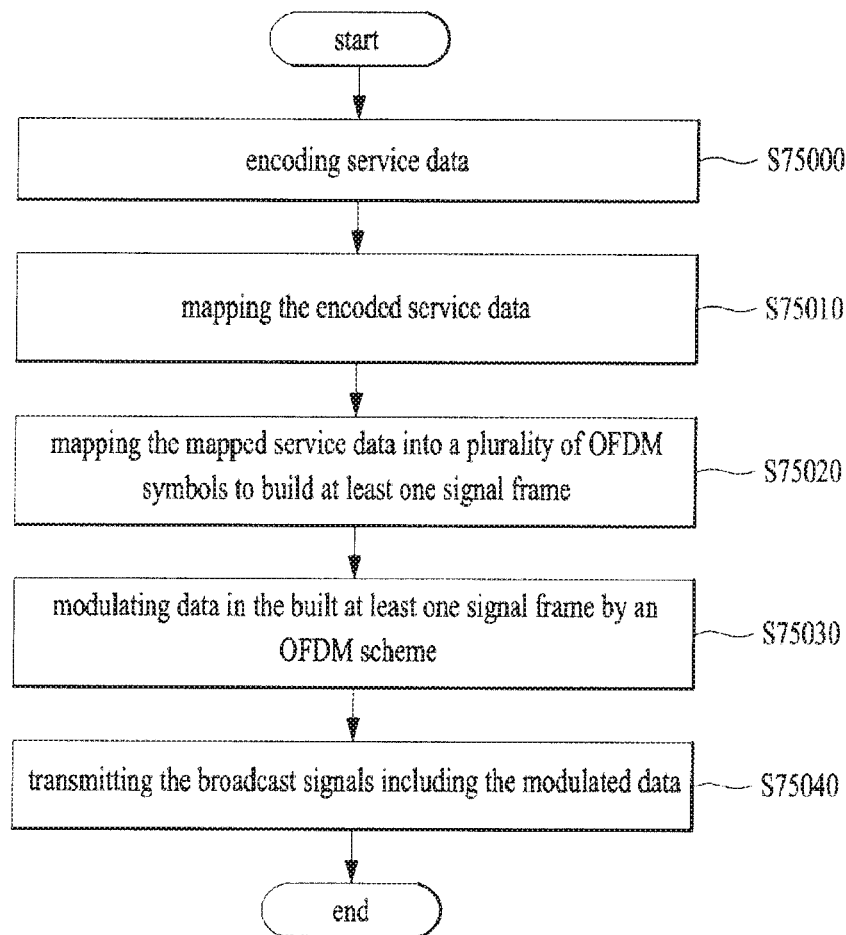 start
encoding service data
S75000
mapping the encoded service data
S75010
mapping the mapped service data into a plurality of OFDM
symbols to build at least one signal frame
S75020
modulating data in the built at least one signal frame by an
OFDM scheme
S75030
transmitting the broadcast signals including the modulated data
S75040
end